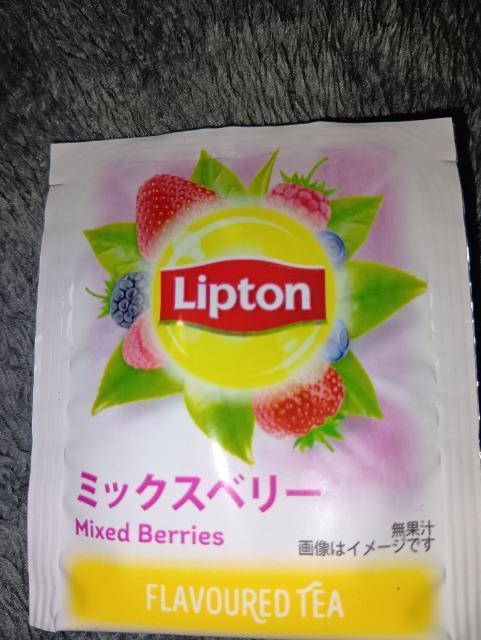 Lipton
ミックスベリー
Mixed Berries
無果汁
画像はイメージです
FLAVOURED TEA